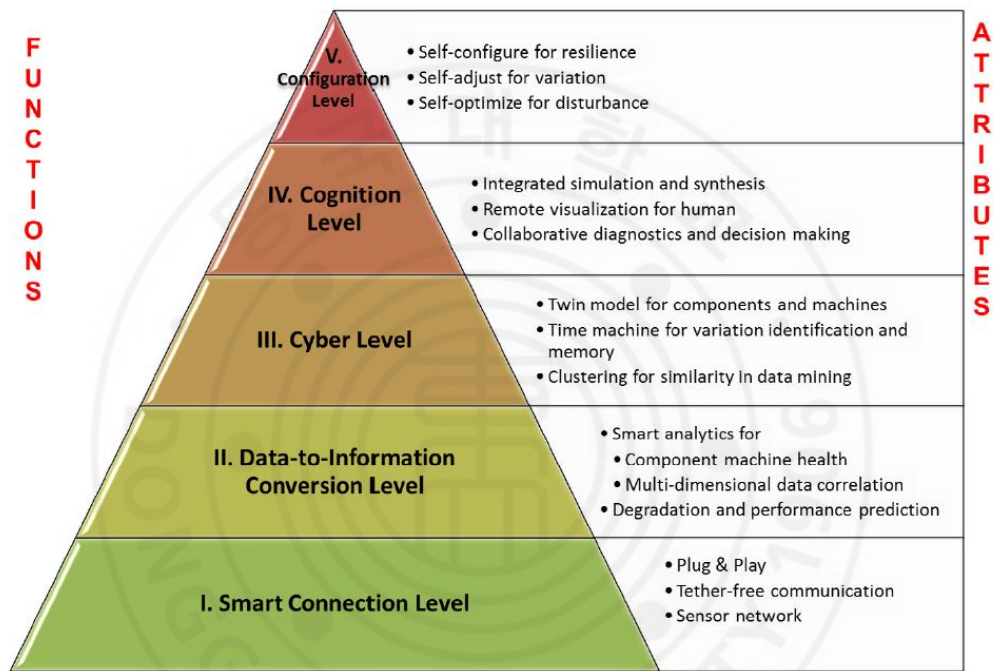 FUNCTIONS
ATTRIBUTES
V.
Configuration
Level
• Self-configure for resilience
• Self-adjust for variation
• Self-optimize for disturbance
IV. Cognition
Level
• Integrated simulation and synthesis
• Remote visualization for human
• Collaborative diagnostics and decision making
III. Cyber Level
• Twin model for components and machines
• Time machine for variation identification and
memory
• Clustering for similarity in data mining
II. Data-to-Information
Conversion Level
• Smart analytics for
• Component machine health
• Multi-dimensional data correlation
• Degradation and performance prediction
I. Smart Connection Level
• Plug & Play
• Tether-free communication
• Sensor network